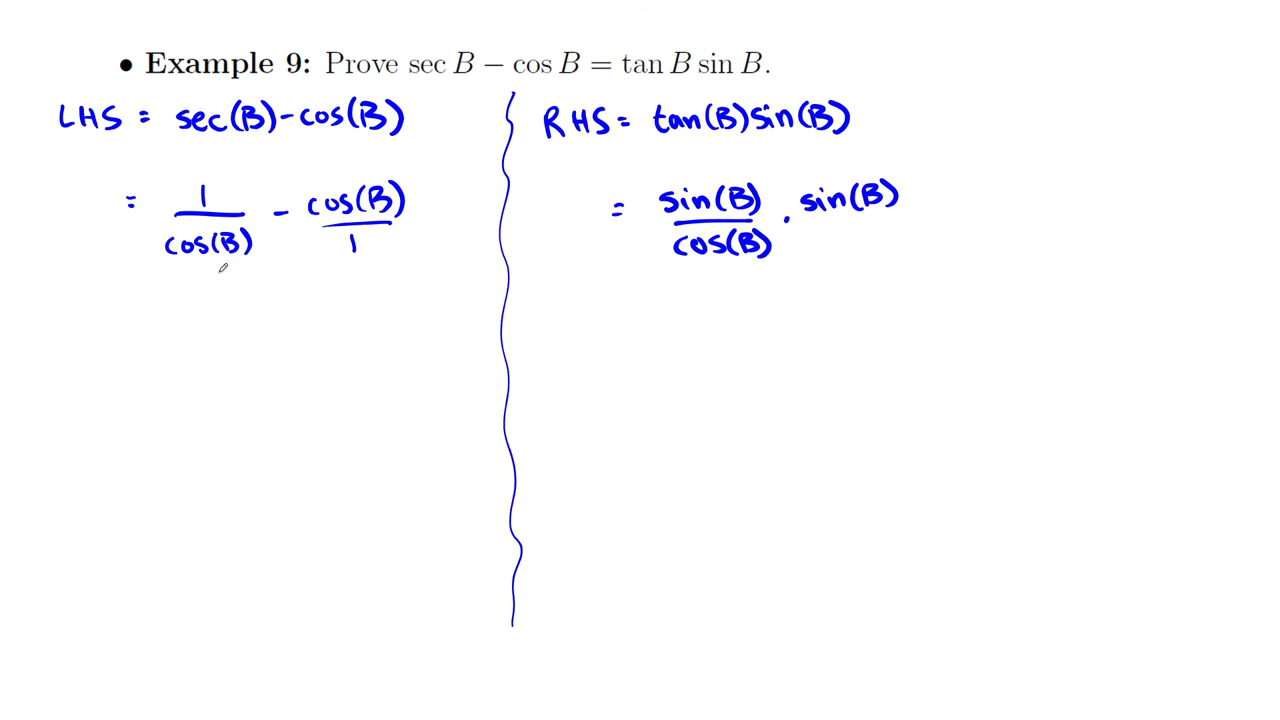 • Example 9: Prove sec B − cos B = tan B sin B.
LHS = sec(B) - cos(B)
= 1/cos(B) - cos(B)/1
RHS = tan(B) sin(B)
= sin(B)/cos(B) · sin(B)